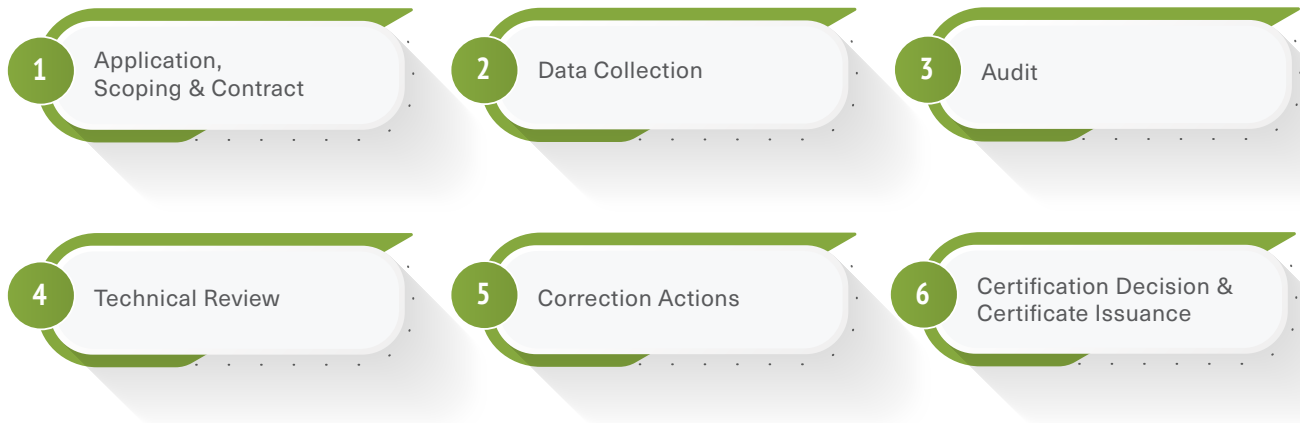 1
Application,
Scoping & Contract
2
Data Collection
3
Audit
4
Technical Review
5
Correction Actions
6
Certification Decision &
Certificate Issuance